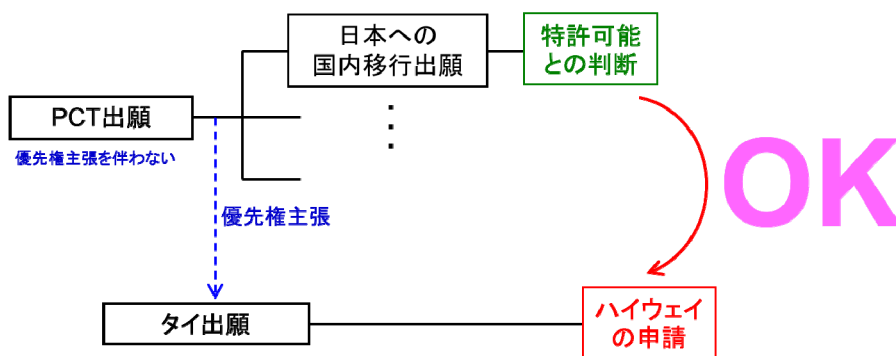 日本への
国内移行出願
特許可能
との判断
PCT出願
優先権主張を伴わない
OK
優先権主張
タイ出願
ハイウェイ
の申請